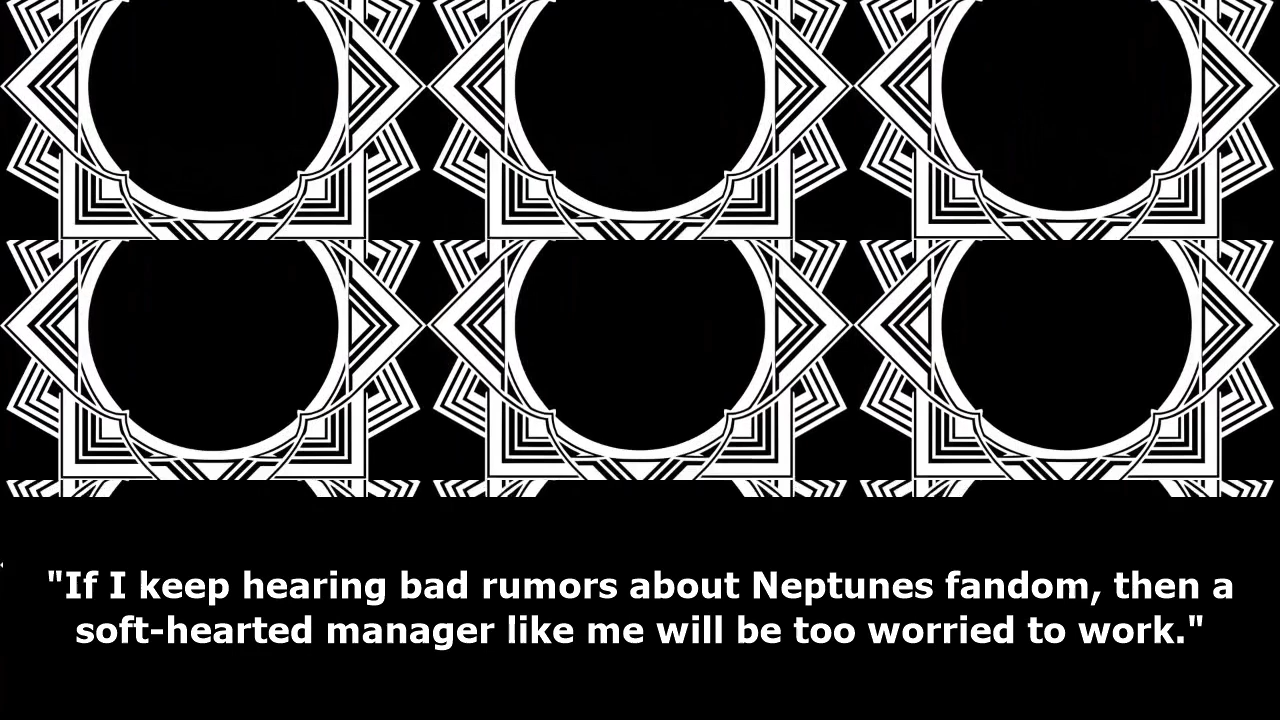 "If I keep hearing bad rumors about Neptunes fandom, then a
soft-hearted manager like me will be too worried to work."